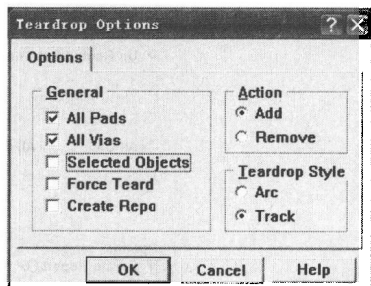 Teardrop Options
Options
General
All Pads
All Vias
Selected Objects
Force Teard
Create Repo
Action
Add
Remove
Teardrop Style
Arc
Track
OK
Cancel
Help